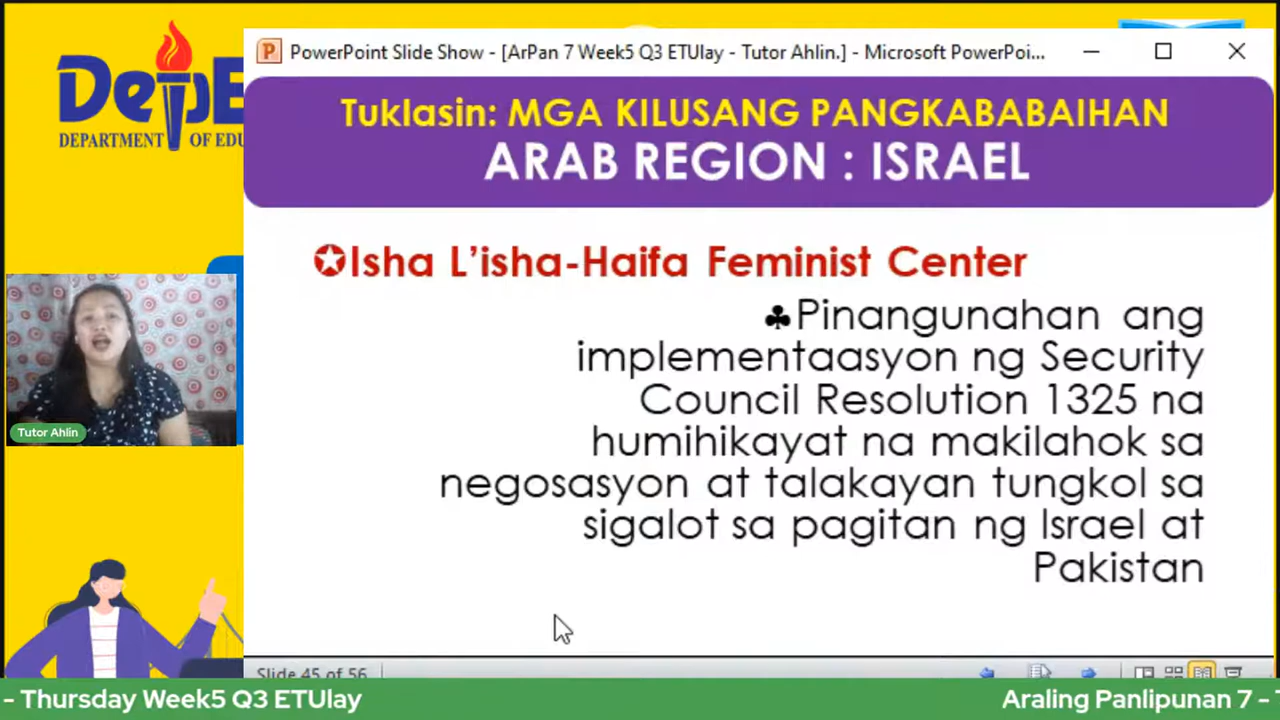 DepE
DEPARTMENT OF EDU
PowerPoint Slide Show - [ArPan 7 Week5 Q3 ETUlay - Tutor Ahlin.] - Microsoft PowerPoi...
Tuklasin: MGA KILUSANG PANGKABABAIHAN
ARAB REGION : ISRAEL
Isha L’isha-Haifa Feminist Center
Pinangunahan ang
implementaasyon ng Security
Council Resolution 1325 na
humihikayat na makilahok sa
negosasyon at talakayan tungkol sa
sigalot sa pagitan ng Israel at
Pakistan
Tutor Ahlin
Slide 45 of 56
- Thursday Week5 Q3 ETUlay
Araling Panlipunan 7 -